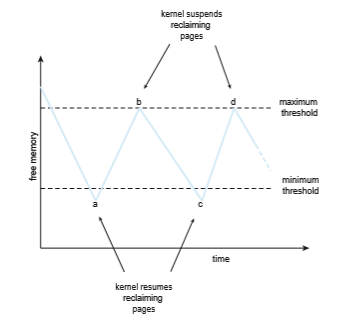 kernel suspends
reclaiming
pages
maximum
threshold
b
d
free memory
minimum
threshold
a
c
time
kernel resumes
reclaiming
pages